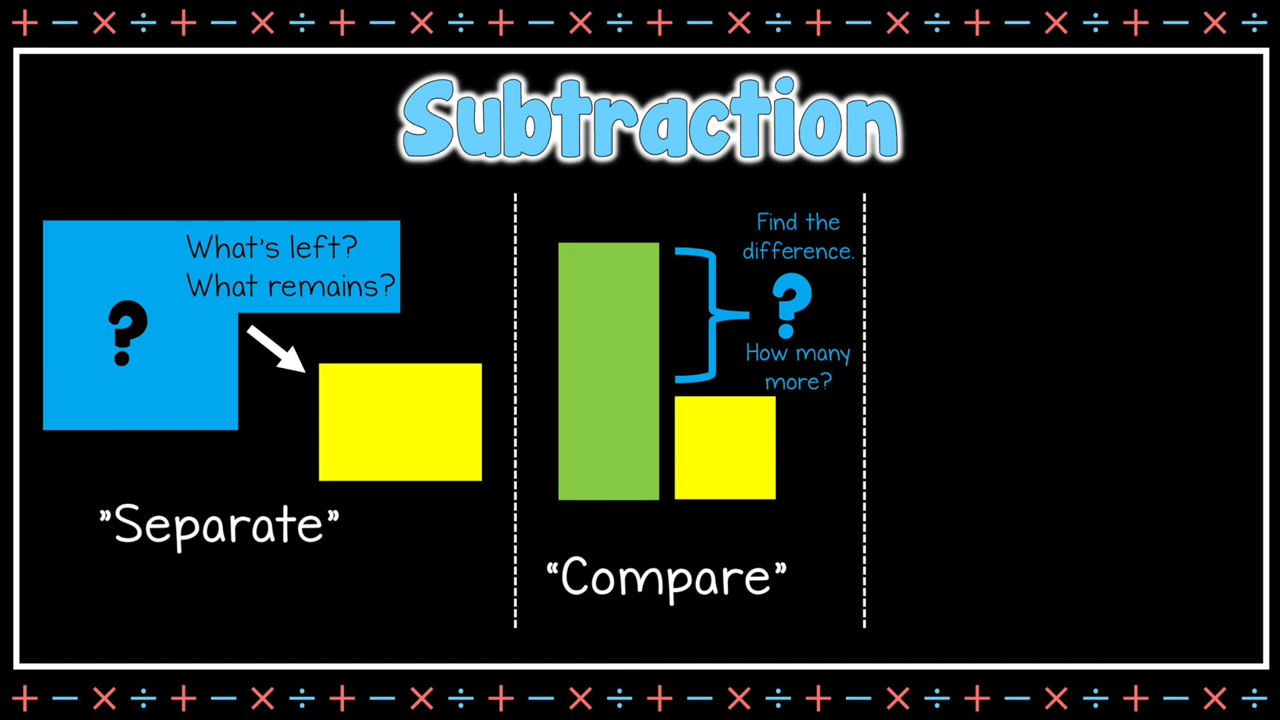 + − × ÷ + − × ÷ + − × ÷ + − × ÷ + − × ÷ + − × ÷ + − × ÷ + − × ÷
Subtraction
What's left?
What remains?
?
”Separate”
Find the
difference.
?
How many
more?
“Compare”
+ − × ÷ + − × ÷ + − × ÷ + − × ÷ + − × ÷ + − × ÷ + − × ÷ + − × ÷